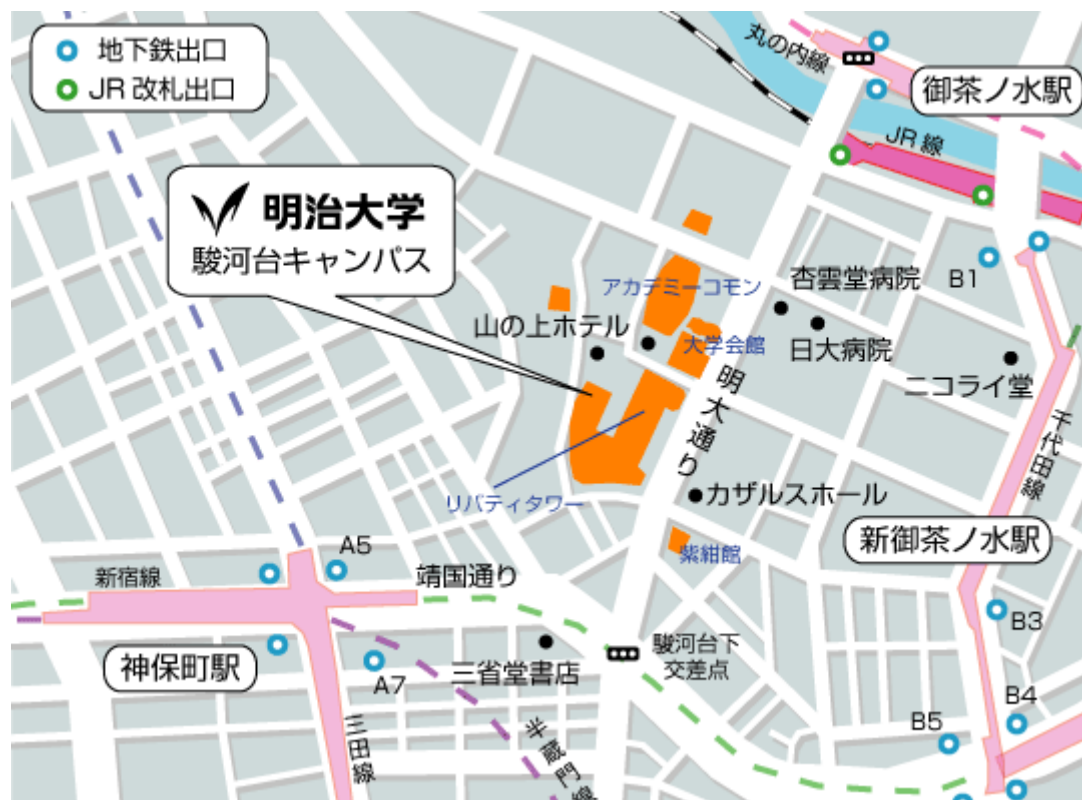 地下鉄出口
JR 改札出口
丸の内線
御茶ノ水駅
JR 線
明治大学
駿河台キャンパス
アカデミーコモン
杏雲堂病院
B1
山の上ホテル
大学会館
日大病院
ニコライ堂
明大通り
千代田線
リバティタワー
カザルスホール
新御茶ノ水駅
紫紺館
A5
新宿線
靖国通り
B3
神保町駅
A7
三省堂書店
駿河台下
交差点
B4
B5
三田線
半蔵門線